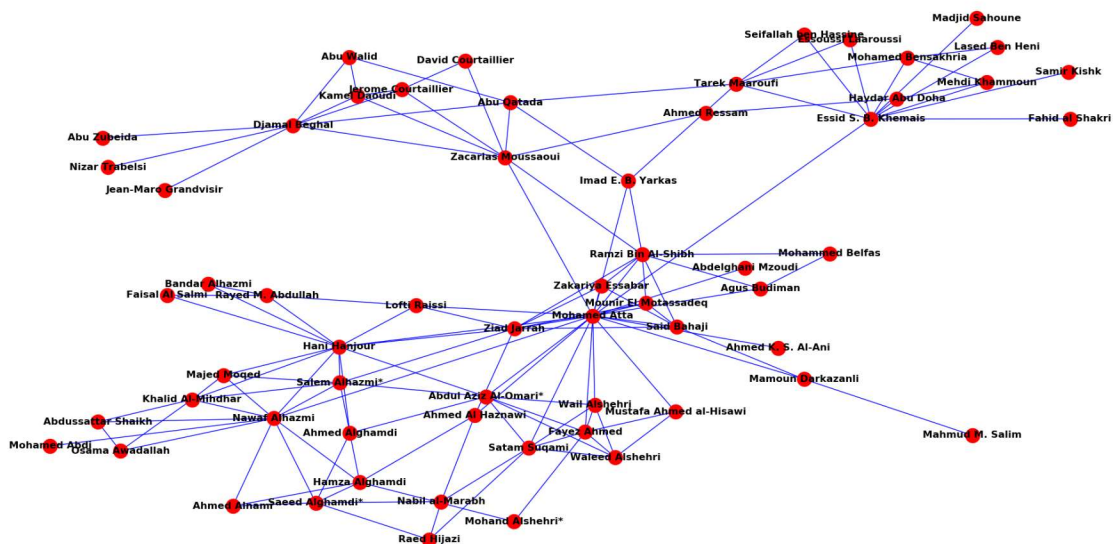 Madjid Sahoune
Seifallah ben Hassine
Essoussi Laaroussi
Lased Ben Heni
Mohamed Bensakhria
Abu Walid
David Courtaillier
Samir Kishk
Tarek Maaroufi
Mehdi Khammoun
Jerome Courtaillier
Kamel Daoudi
Abu Qatada
Haydar Abu Doha
Ahmed Ressam
Essid S. B. Khemais
Fahid al Shakri
Djamal Beghal
Abu Zubeida
Zacarias Moussaoui
Nizar Trabelsi
Imad E. B. Yarkas
Jean-Maro Grandvisir
Mohammed Belfas
Ramzi Bin Al-Shibh
Abdelghani Mzoudi
Bandar Alhazmi
Zakariya Essabar
Agus Budiman
Faisal Al Salmi
Rayed M. Abdullah
Lofti Raissi
Mounir El Motassadeq
Mohamed Atta
Ziad Jarrah
Said Bahaji
Hani Hanjour
Ahmed K. S. Al-Ani
Majed Moqed
Salem Alhazmi*
Mamoun Darkazanli
Khalid Al-Mihdhar
Abdui Aziz Al-Omari*
Wail Alshehri
Mustafa Ahmed al-Hisawi
Abdussattar Shaikh
Nawaf Alhazmi
Ahmed Al Haznawi
Ahmed Alghamdi
Fayez Ahmed
Mahmud M. Salim
Mohamed Abdi
Osama Awadallah
Satam Suqami
Waleed Alshehri
Hamza Alghamdi
Ahmed Alnami
Saeed Alghamdi*
Nabil al-Marabh
Mohand Alshehri*
Raed Hijazi